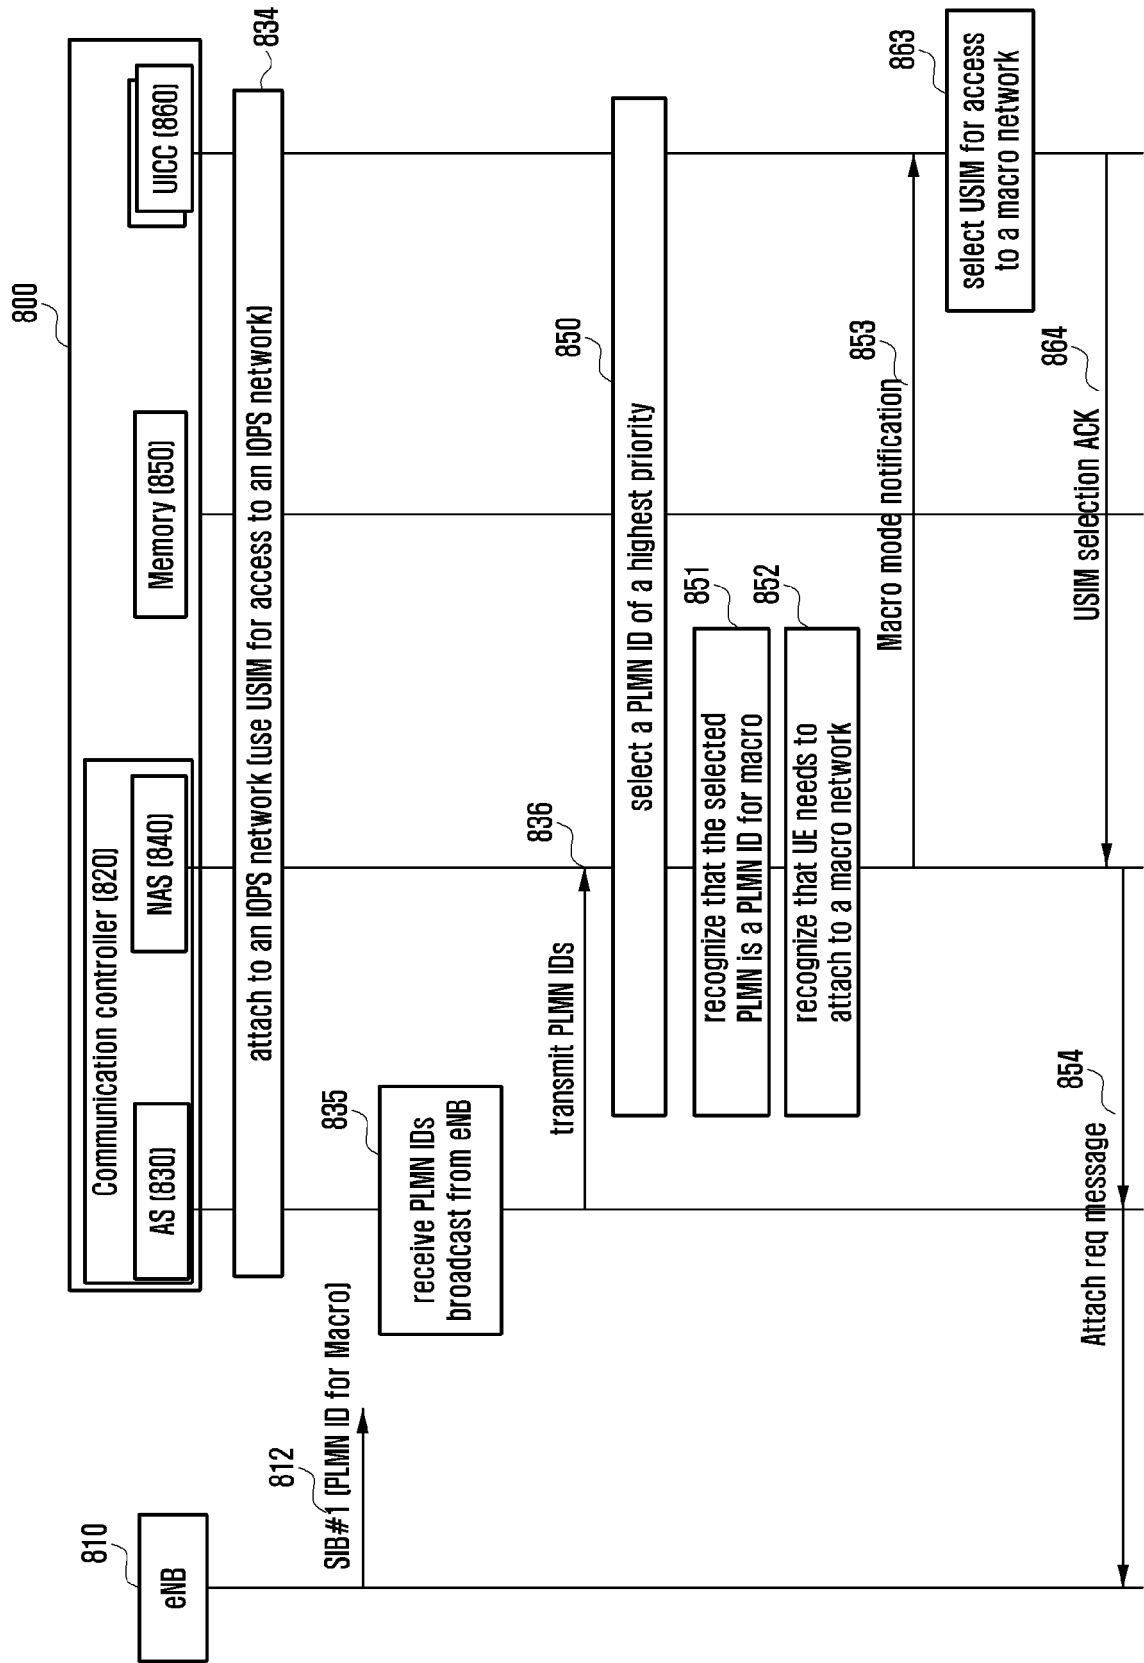 800
810
eNB
Communication controller (820)
AS (830)
NAS (840)
Memory (850)
UICC (860)
834
attach to an IOPS network (use USIM for access to an IOPS network)
812
SIB#1 (PLMN ID for Macro)
835
receive PLMN IDs
broadcast from eNB
836
transmit PLMN IDs
850
select a PLMN ID of a highest priority
851
recognize that the selected
PLMN is a PLMN ID for macro
852
recognize that UE needs to
attach to a macro network
853
Macro mode notification
863
select USIM for access
to a macro network
864
USIM selection ACK
854
Attach req message